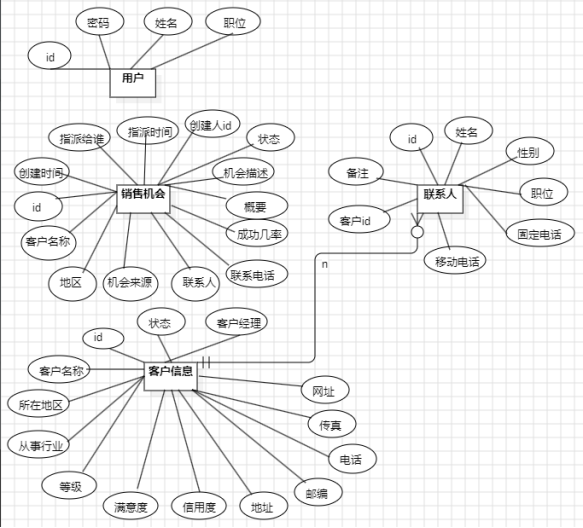 密码
姓名
职位
id
用户
指派给谁
指派时间
创建人id
状态
创建时间
机会描述
id
销售机会
概要
客户名称
成功几率
地区
机会来源
联系人
联系电话
id
姓名
性别
备注
联系人
职位
客户id
固定电话
移动电话
n
状态
客户经理
id
客户名称
客户信息
所在地区
网址
从事行业
传真
等级
电话
满意度
信用度
地址
邮编